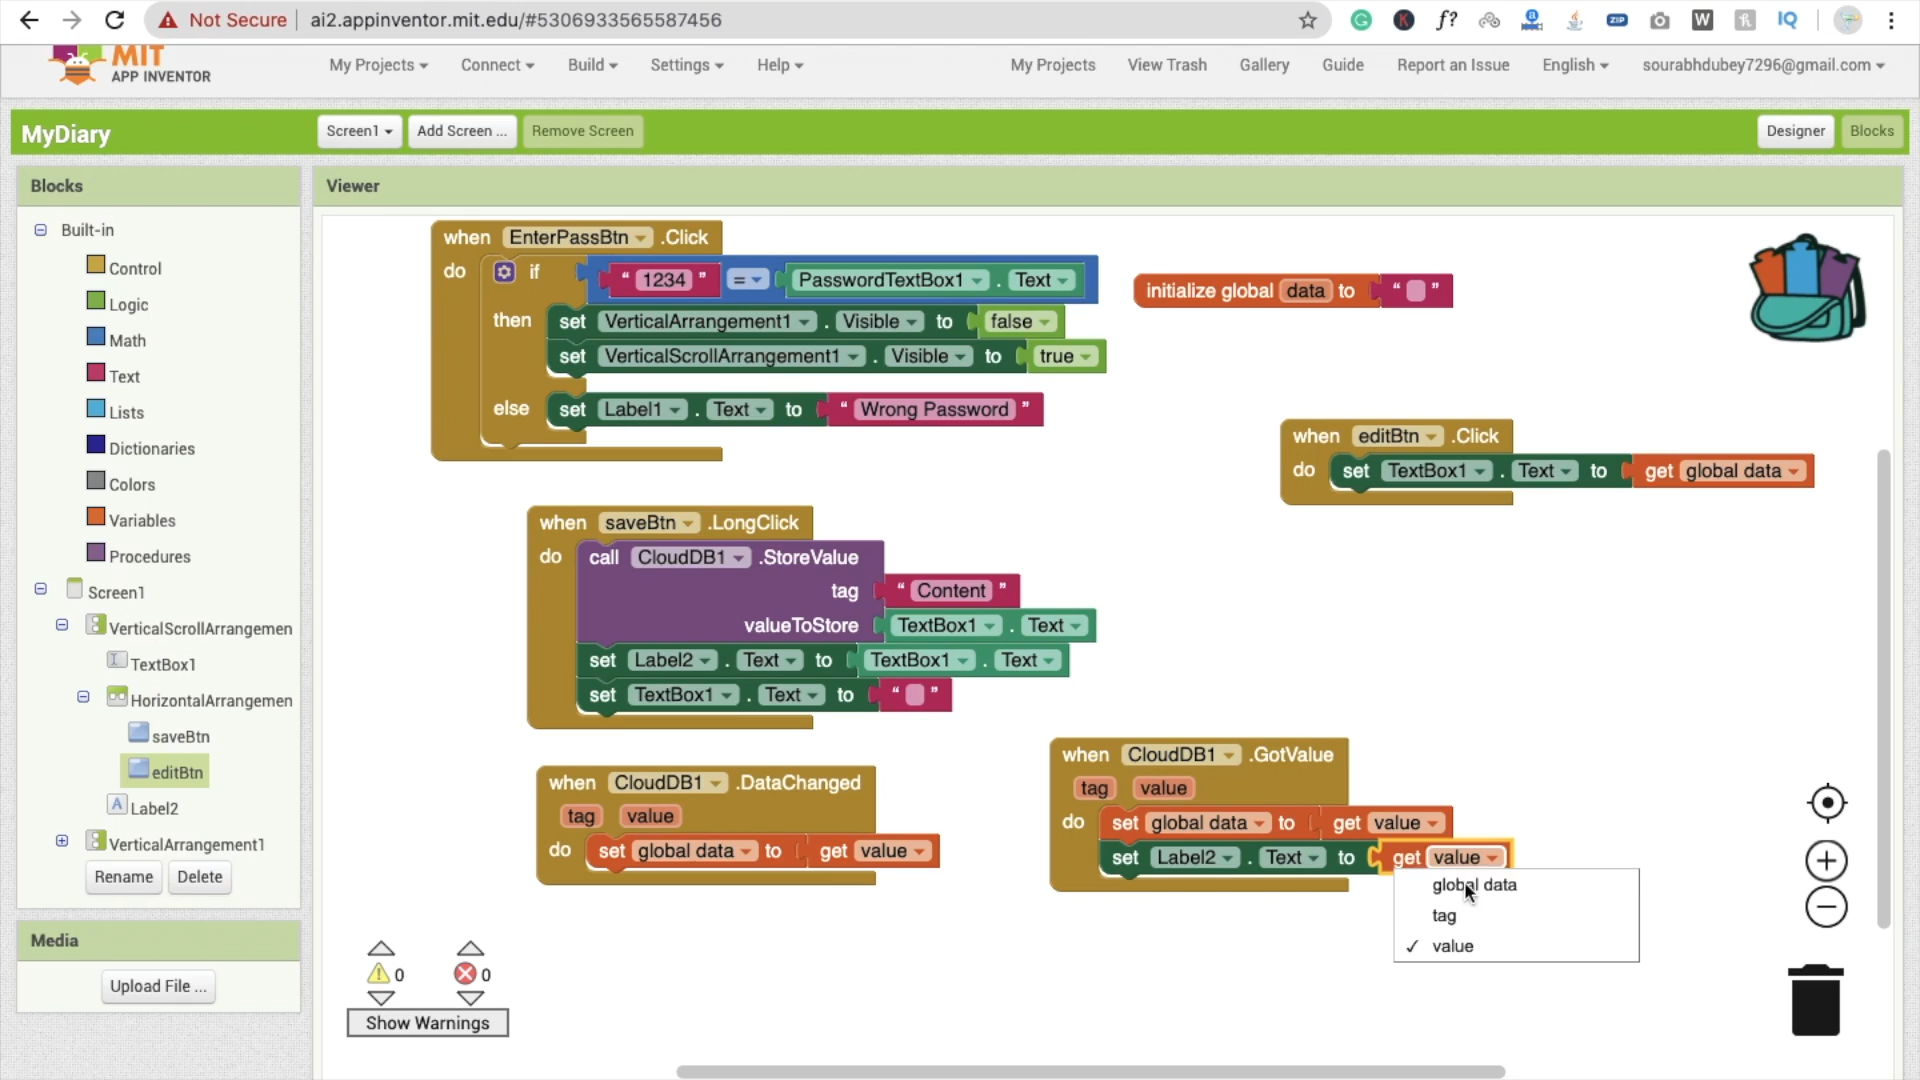 Not Secure
ai2.appinventor.mit.edu/#5306933565587456
MIT
APP INVENTOR
My Projects
Connect
Build
Settings
Help
My Projects
View Trash
Gallery
Guide
Report an Issue
English
sourabhdubey7296@gmail.com
MyDiary
Screen1
Add Screen ...
Remove Screen
Designer
Blocks
Blocks
Viewer
Built-in
Control
Logic
Math
Text
Lists
Dictionaries
Colors
Variables
Procedures
Screen1
VerticalScrollArrangemen
TextBox1
HorizontalArrangemen
saveBtn
editBtn
Label2
VerticalArrangement1
Rename
Delete
Media
Upload File ...
when EnterPassBtn .Click
do if " 1234 " = PasswordTextBox1 . Text
then set VerticalArrangement1 . Visible to false
set VerticalScrollArrangement1 . Visible to true
else set Label1 . Text to " Wrong Password "
initialize global data to " "
when editBtn .Click
do set TextBox1 . Text to get global data
when saveBtn .LongClick
do call CloudDB1 .StoreValue
tag " Content "
valueToStore TextBox1 . Text
set Label2 . Text to TextBox1 . Text
set TextBox1 . Text to " "
when CloudDB1 .DataChanged
tag value
do set global data to get value
when CloudDB1 .GotValue
tag value
do set global data to get value
set Label2 . Text to get value
global data
tag
✓ value
0
0
Show Warnings